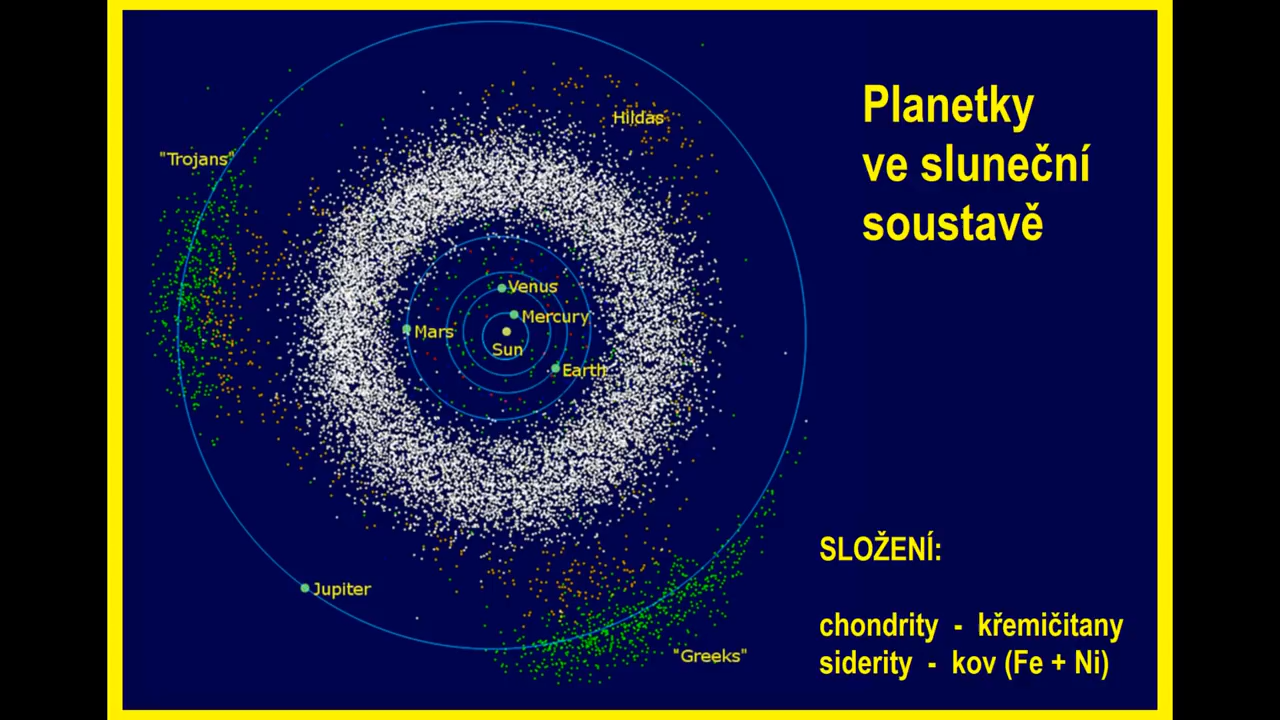 Planetky
ve sluneční
soustavě
Hildas
"Trojans"
Venus
Mercury
Mars
Sun
Earth
Jupiter
"Greeks"
SLOŽENÍ:
chondrity - křemičitany
siderity - kov (Fe + Ni)